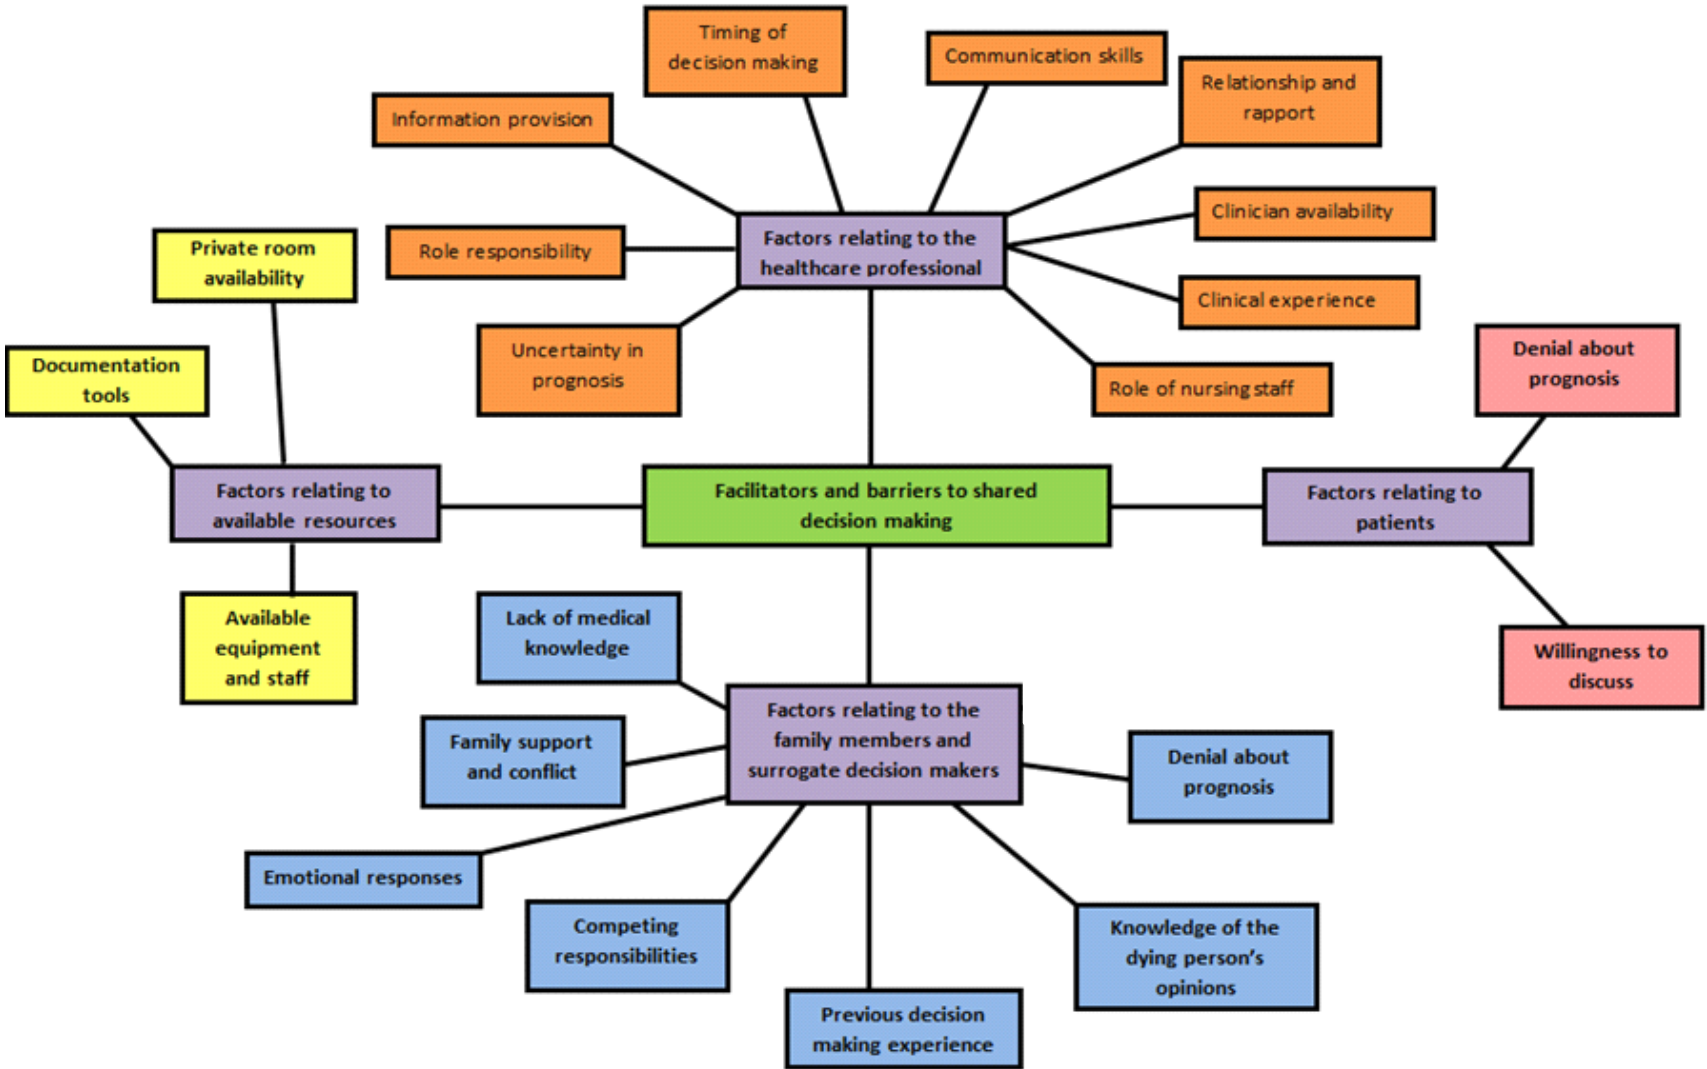 Timing of
decision making
Communication skills
Relationship and
rapport
Information provision
Clinician availability
Role responsibility
Factors relating to the
healthcare professional
Private room
availability
Clinical experience
Uncertainty in
prognosis
Role of nursing staff
Denial about
prognosis
Documentation
tools
Factors relating to
available resources
Facilitators and barriers to shared
decision making
Factors relating to
patients
Available
equipment
and staff
Lack of medical
knowledge
Willingness to
discuss
Factors relating to the
family members and
surrogate decision makers
Family support
and conflict
Denial about
prognosis
Emotional responses
Competing
responsibilities
Knowledge of the
dying person’s
opinions
Previous decision
making experience